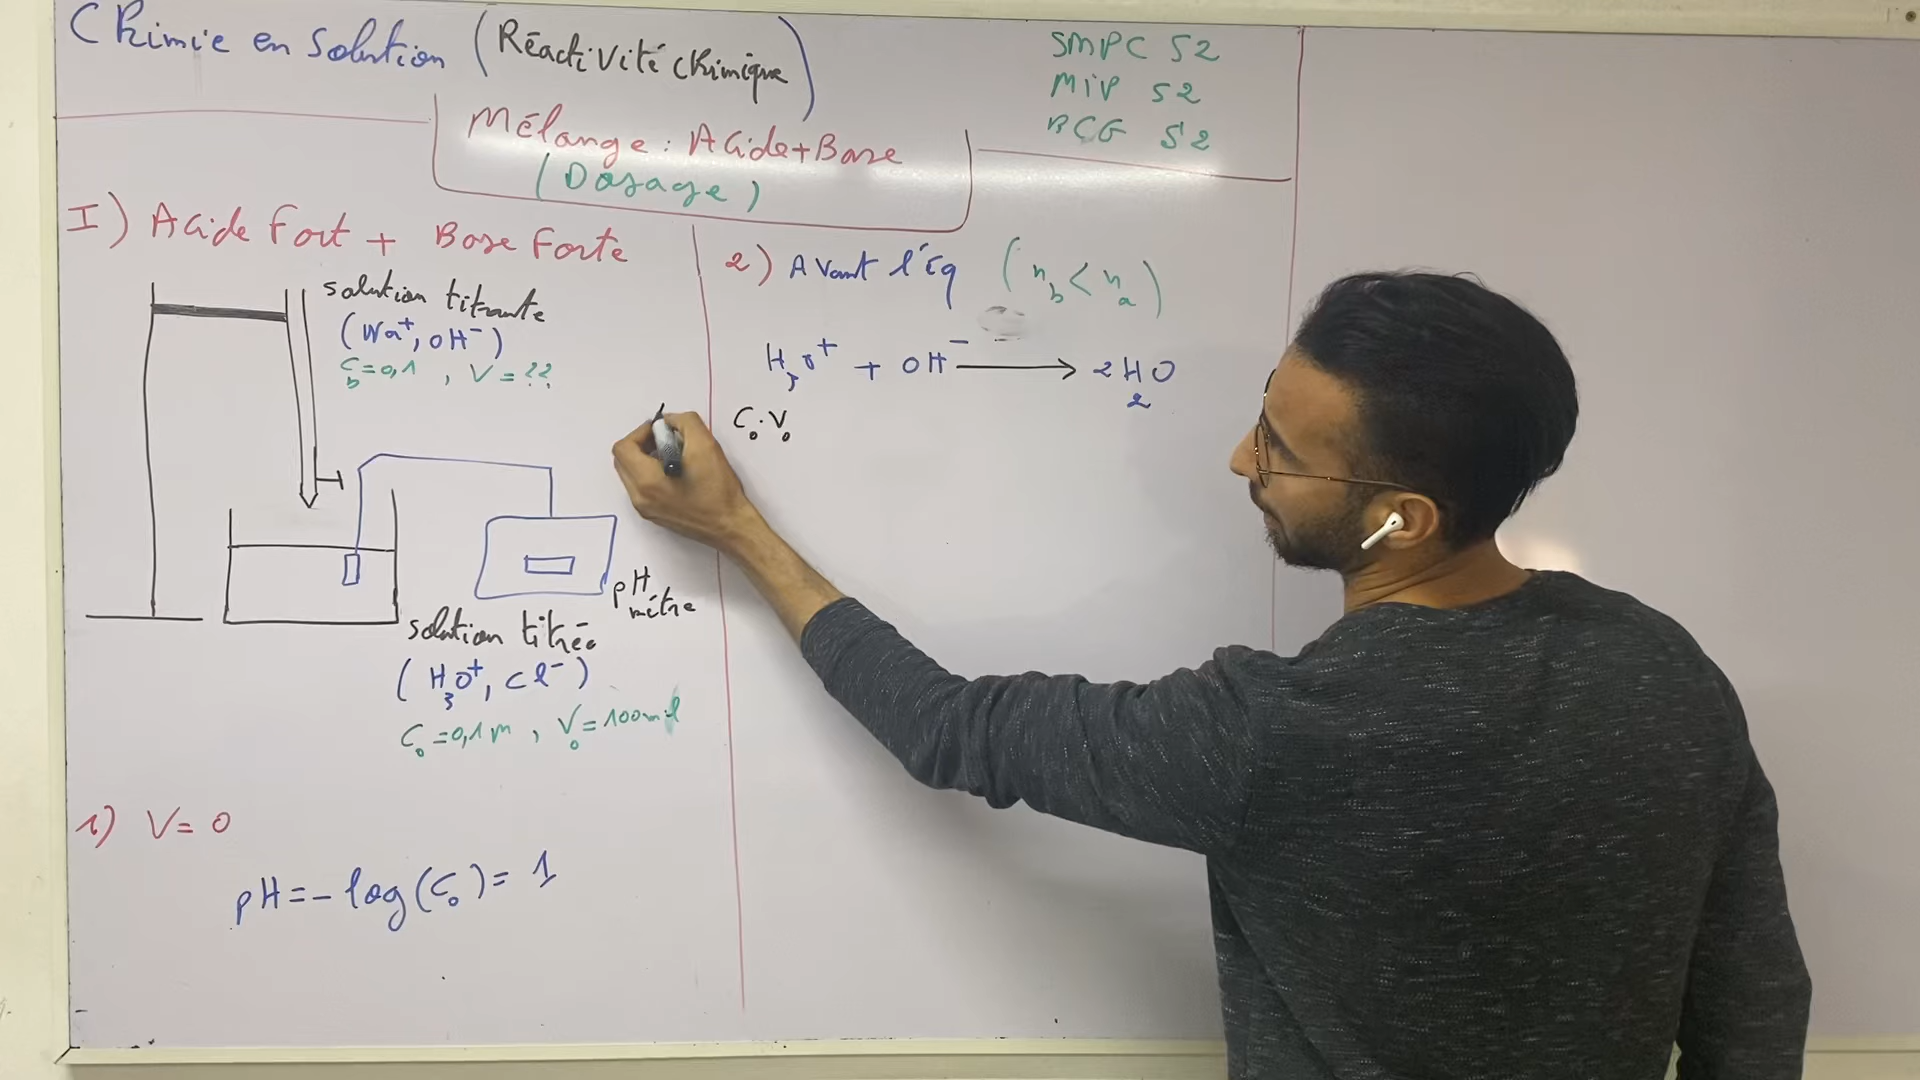 Chimie en solution (Réactivité chimique)
SMPC S2
MIP S2
BCG S2
Mélange : Acide + Base
(Dosage)
I) Acide Fort + Base Forte
solution titrante
(Na⁺, OH⁻)
C_b = 0,1 , V = ??
pH mètre
solution titrée
(H₃O⁺, Cl⁻)
C₀ = 0,1 M , V₀ = 100 ml
1) V = 0
pH = - log(C₀) = 1
2) Avant l'éq (n_b < n_a)
H₃O⁺ + OH⁻ → 2H₂O
C₀.V₀